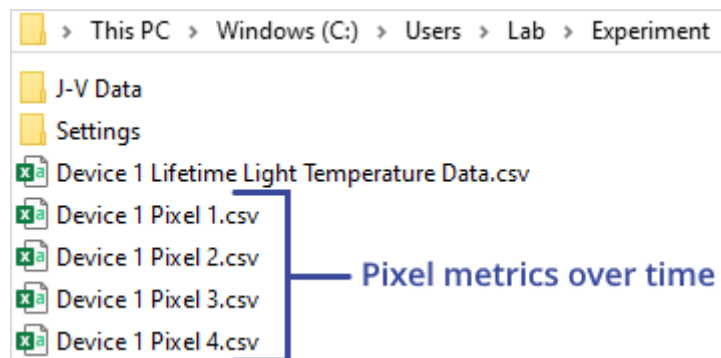 This PC > Windows (C:) > Users > Lab > Experiment
J-V Data
Settings
Device 1 Lifetime Light Temperature Data.csv
Device 1 Pixel 1.csv
Device 1 Pixel 2.csv
Pixel metrics over time
Device 1 Pixel 3.csv
Device 1 Pixel 4.csv